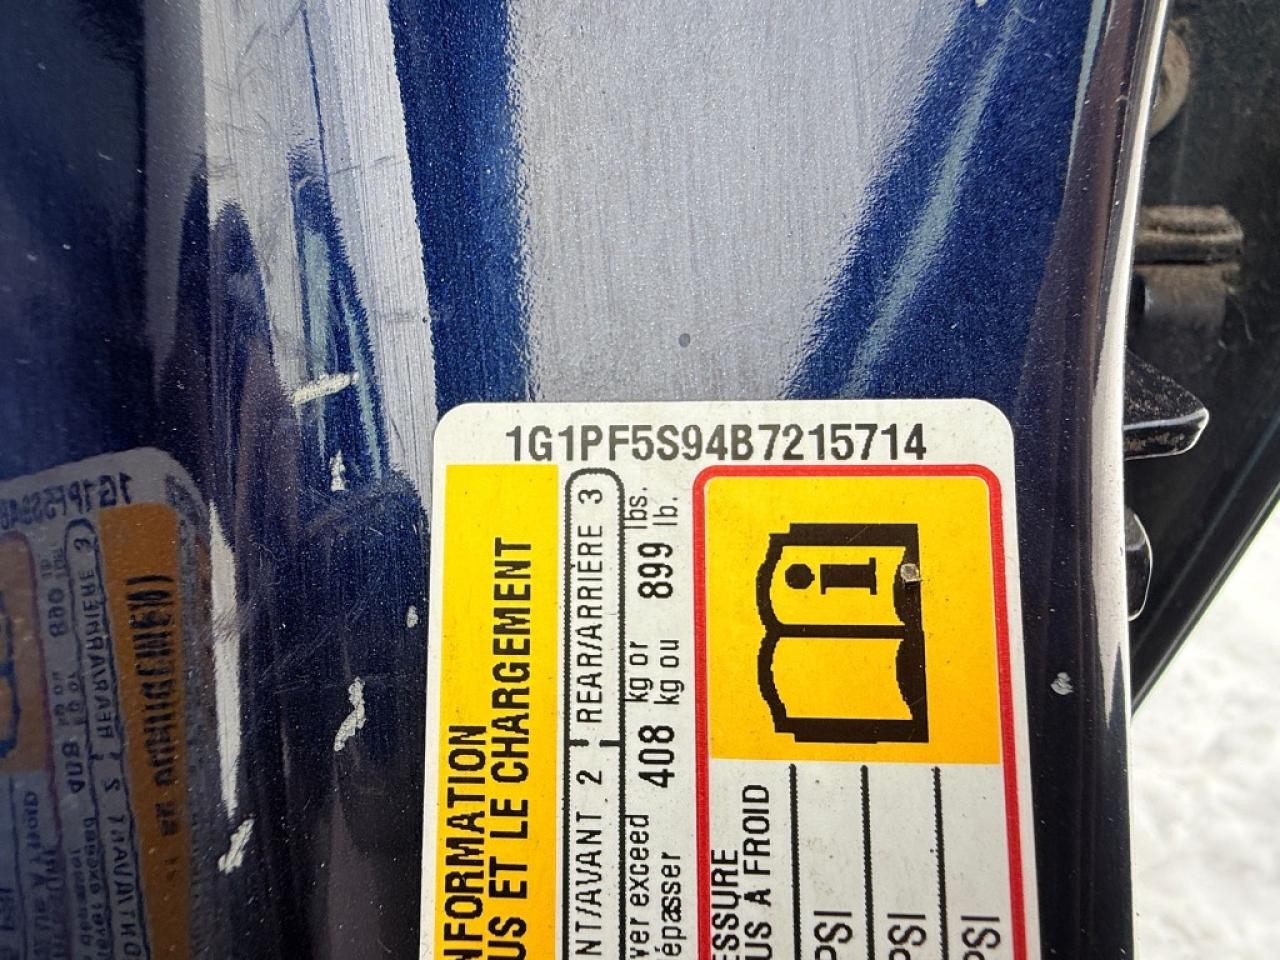 1G1PF5S94B7215714
NFORMATION
US ET LE CHARGEMENT
NT/AVANT 2 REAR/ARRIÈRE 3
ver exceed 408 kg or 899 lbs.
épasser kg ou lb.
i
ESSURE
US À FROID
PSI
PSI
PSI